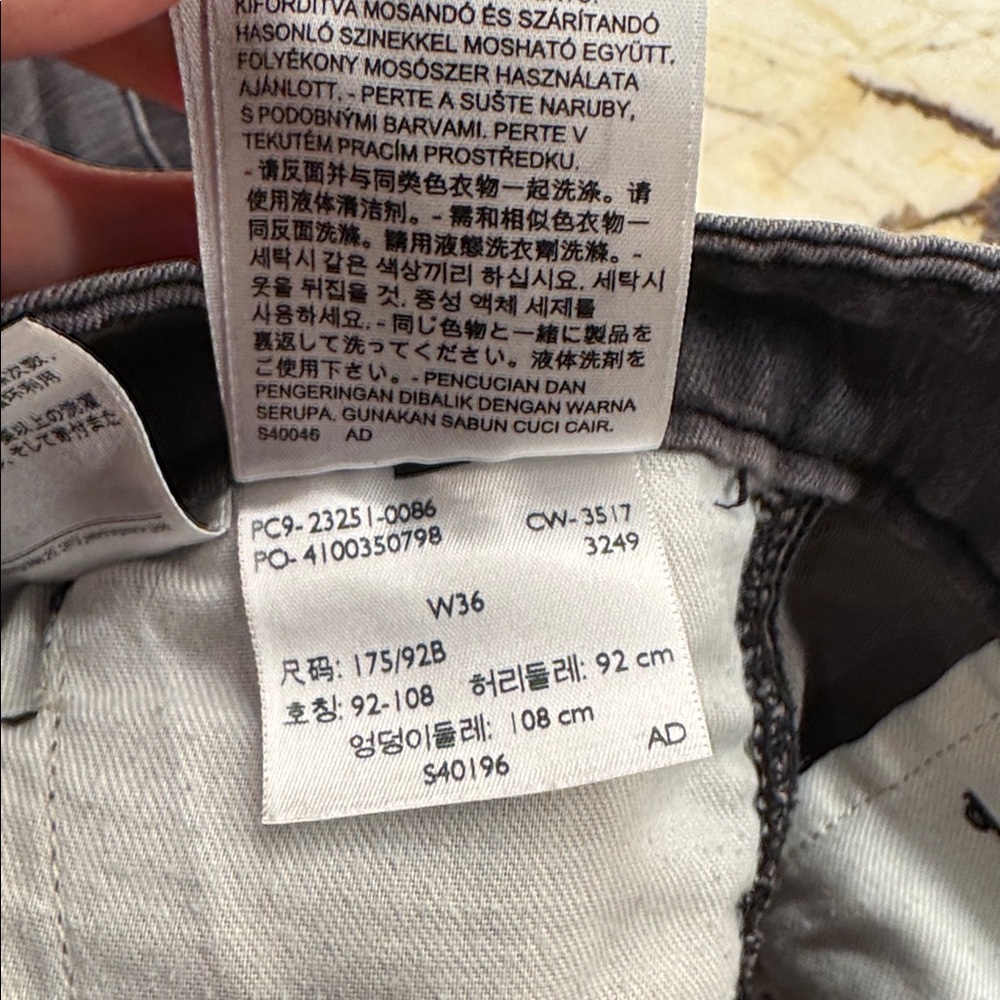 KIFORDÍTVA MOSANDÓ ÉS SZÁRÍTANDÓ
HASONLÓ SZINEKKEL MOSHATÓ EGYÜTT.
FOLYÉKONY MOSÓSZER HASZNÁLATA
AJÁNLOTT. - PERTE A SUŠTE NARUBY,
S PODOBNÝMI BARVAMI. PERTE V
TEKUTÉM PRACÍM PROSTŘEDKU.
- 请反面并与同类色衣物一起洗涤。请
使用液体清洁剂。- 需和相似色衣物一
同反面洗滌。請用液態洗衣劑洗滌。-
세탁시 같은 색상끼리 하십시요. 세탁시
옷을 뒤집을 것. 중성 액체 세제를
사용하세요. - 同じ色物と一緒に製品を
裏返して洗ってください。液体洗剤を
ご使用下さい。- PENCUCIAN DAN
PENGERINGAN DIBALIK DENGAN WARNA
SERUPA. GUNAKAN SABUN CUCI CAIR.
S40046 AD
PC9-23251-0086 CW-3517
PO-4100350798 3249
W36
尺码: 175/92B
호칭: 92-108 허리둘레: 92 cm
엉덩이둘레: 108 cm
S40196 AD